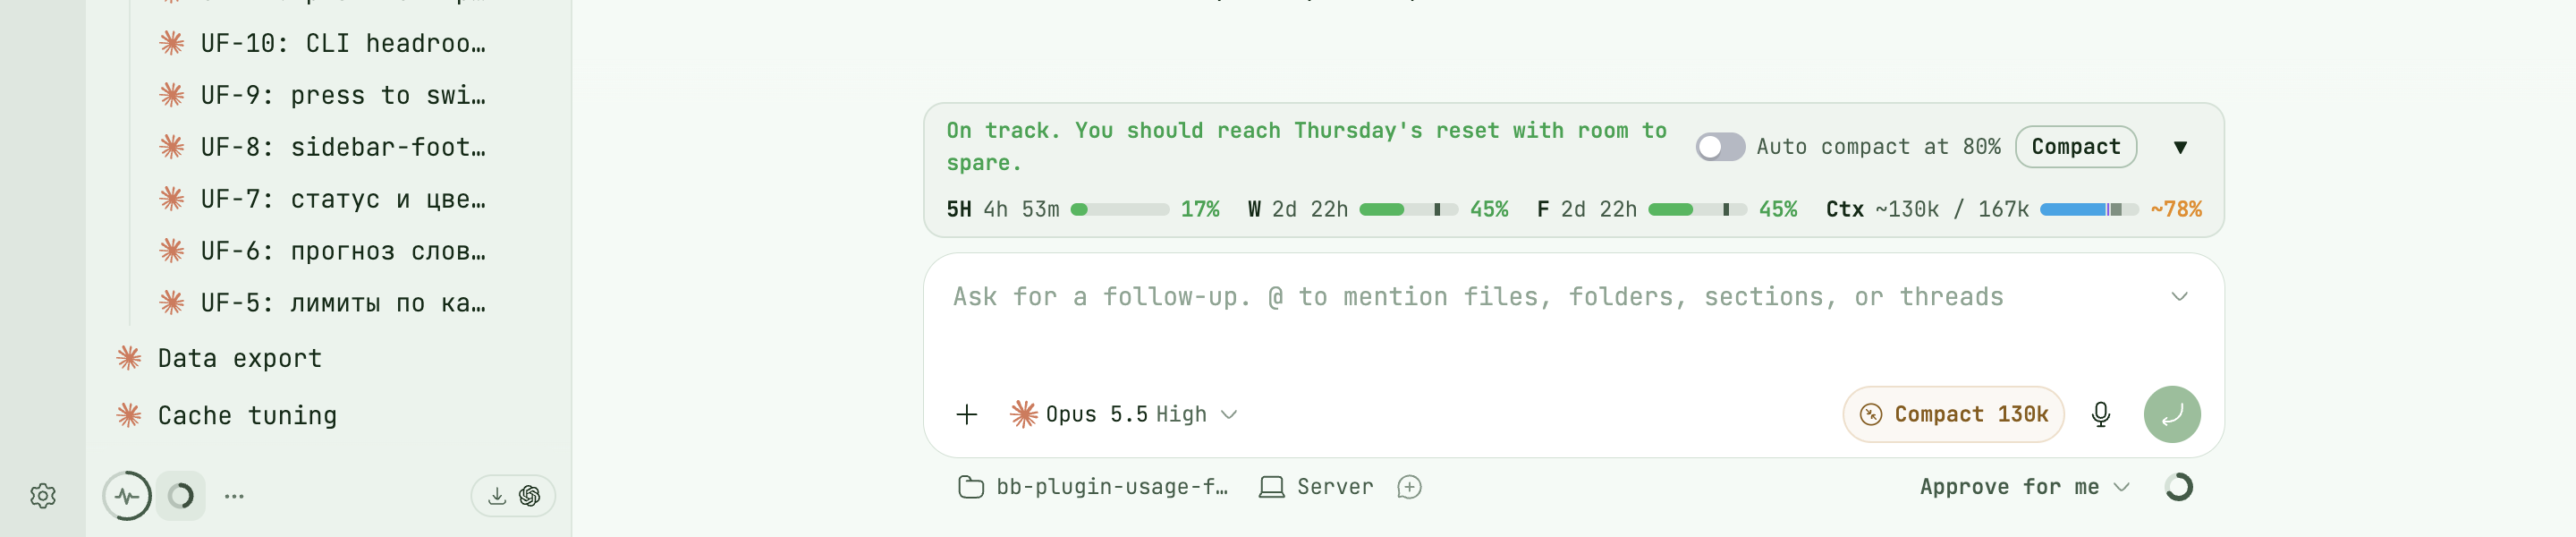 UF-10: CLI headroo…
UF-9: press to swi…
UF-8: sidebar-foot…
UF-7: статус и цве…
UF-6: прогноз слов…
UF-5: лимиты по ка…
Data export
Cache tuning
On track. You should reach Thursday's reset with room to
spare.
Auto compact at 80% Compact
5H 4h 53m 17% W 2d 22h 45% F 2d 22h 45% Ctx ~130k / 167k ~78%
Ask for a follow-up. @ to mention files, folders, sections, or threads
Opus 5.5 High Compact 130k
bb-plugin-usage-f… Server Approve for me